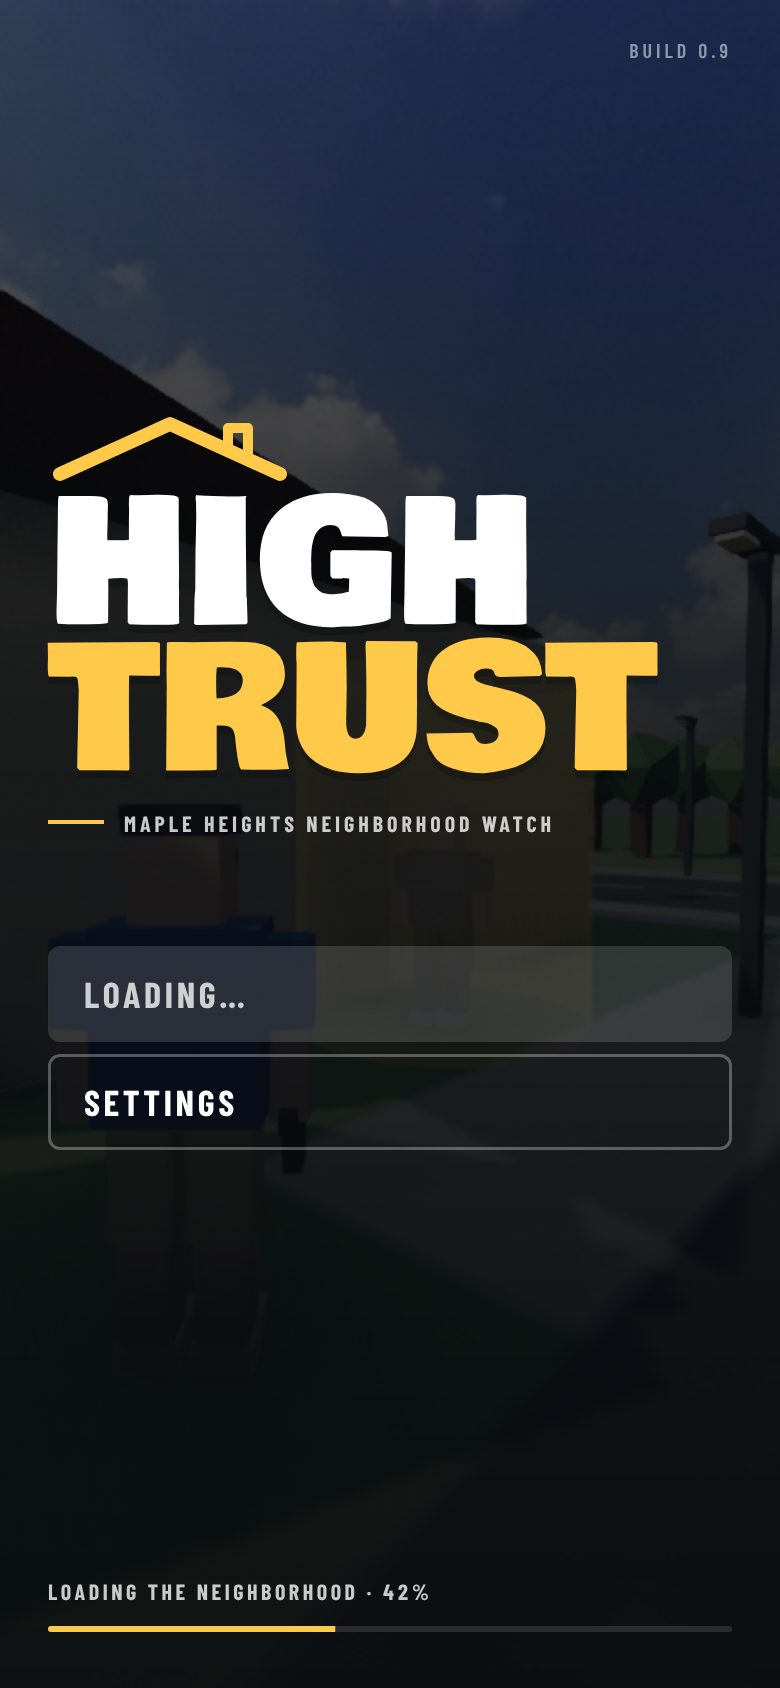 BUILD 0.9
HIGH
TRUST
MAPLE HEIGHTS NEIGHBORHOOD WATCH
LOADING…
SETTINGS
LOADING THE NEIGHBORHOOD · 42%